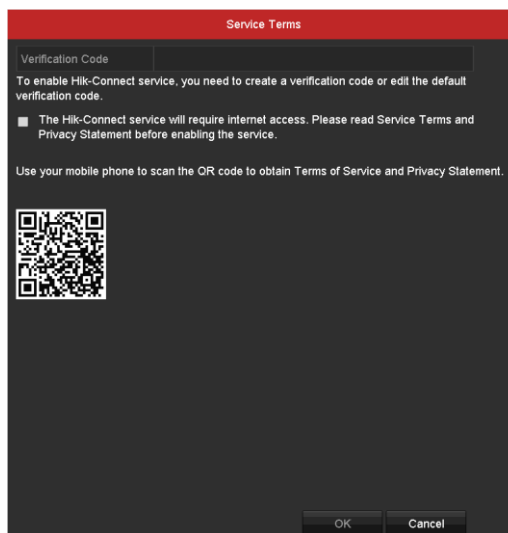 Service Terms
Verification Code
To enable Hik-Connect service, you need to create a verification code or edit the default
verification code.
The Hik-Connect service will require internet access. Please read Service Terms and
Privacy Statement before enabling the service.
Use your mobile phone to scan the QR code to obtain Terms of Service and Privacy Statement.
OK Cancel